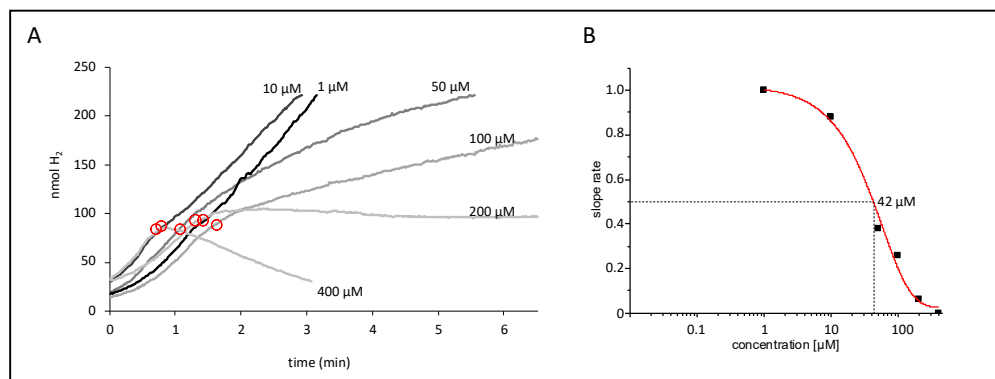 A
250
200
150
100
50
0
nmol H₂
10 µM
1 µM
50 µM
100 µM
200 µM
400 µM
0 1 2 3 4 5 6
time (min)
B
1.0
0.8
0.6
0.4
0.2
0
slope rate
42 µM
0.1 1 10 100
concentration [µM]